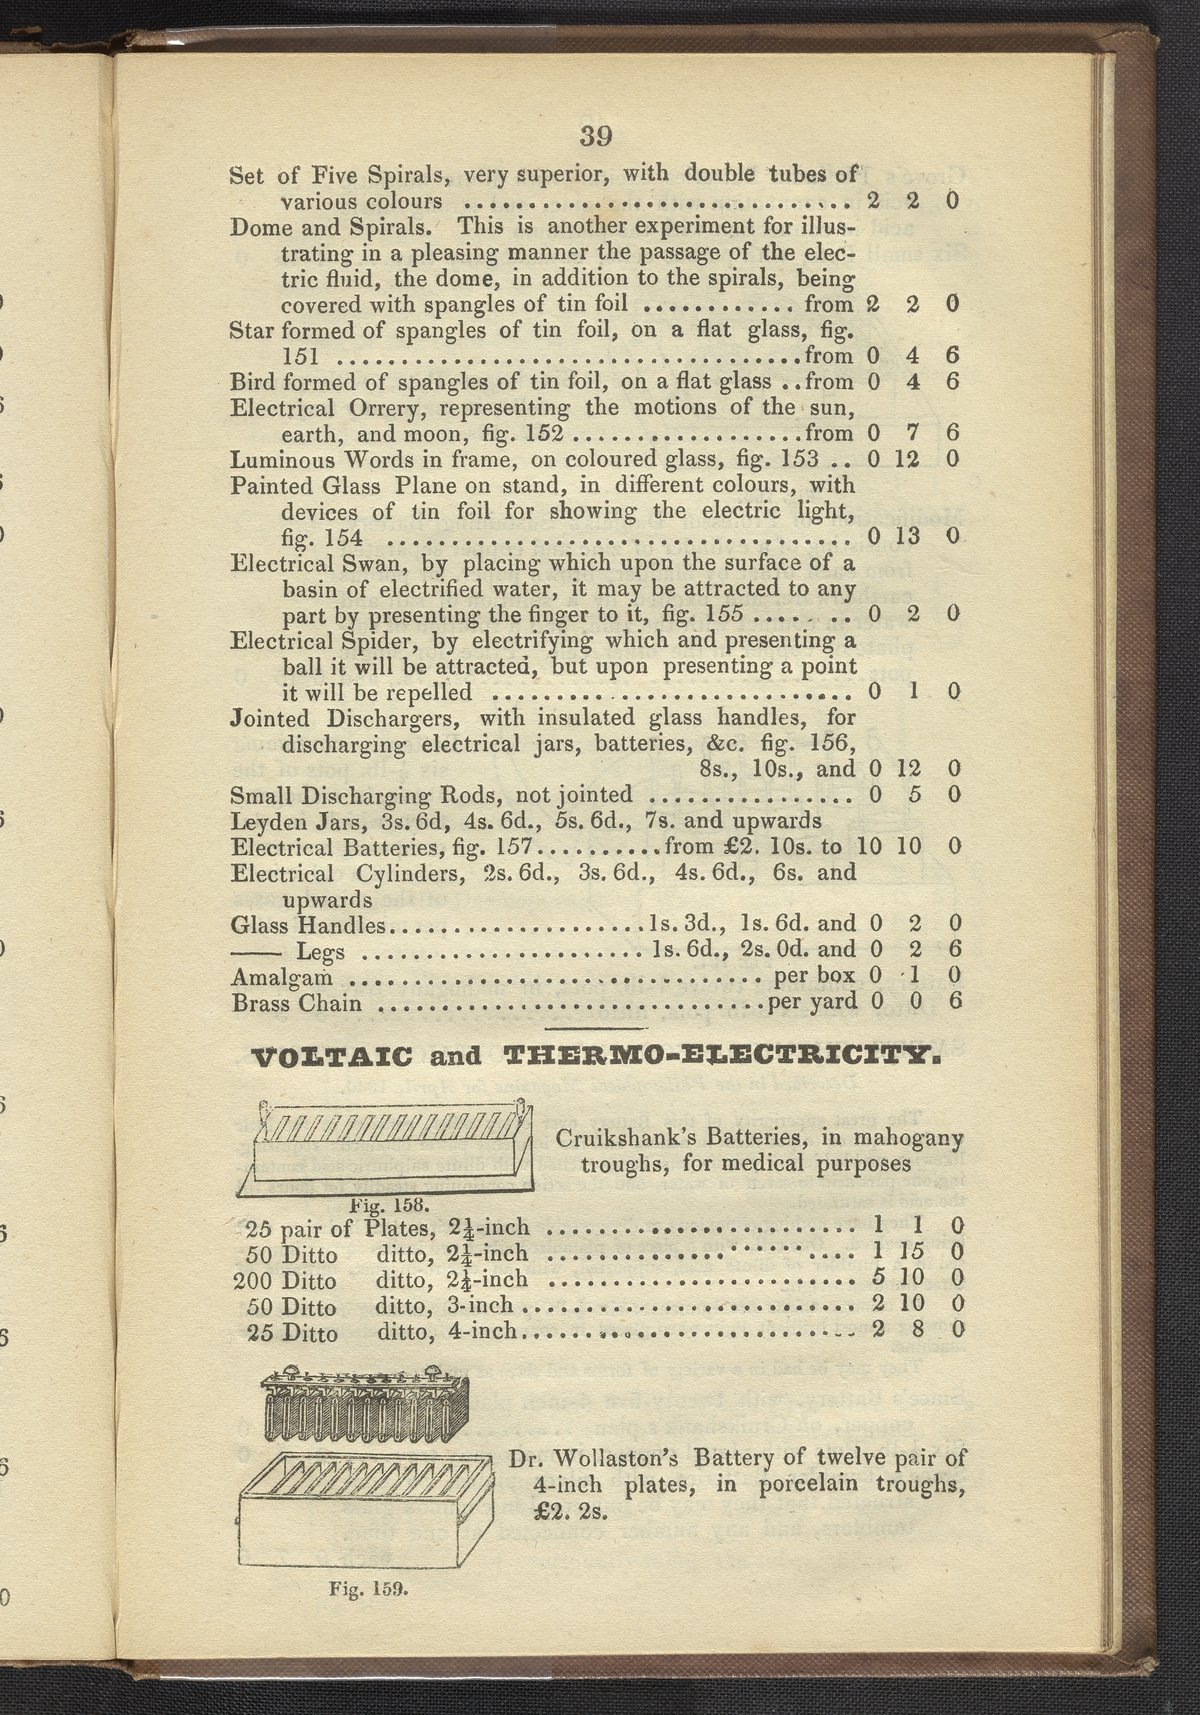 39
Set of Five Spirals, very superior, with double tubes of
various colours .............................. 2 2 0
Dome and Spirals. This is another experiment for illus-
trating in a pleasing manner the passage of the elec-
tric fluid, the dome, in addition to the spirals, being
covered with spangles of tin foil ............ from 2 2 0
Star formed of spangles of tin foil, on a flat glass, fig.
151 ....................................from 0 4 6
Bird formed of spangles of tin foil, on a flat glass ..from 0 4 6
Electrical Orrery, representing the motions of the sun,
earth, and moon, fig. 152 ..................from 0 7 6
Luminous Words in frame, on coloured glass, fig. 153 .. 0 12 0
Painted Glass Plane on stand, in different colours, with
devices of tin foil for showing the electric light,
fig. 154 .................................... 0 13 0
Electrical Swan, by placing which upon the surface of a
basin of electrified water, it may be attracted to any
part by presenting the finger to it, fig. 155 ........ 0 2 0
Electrical Spider, by electrifying which and presenting a
ball it will be attracted, but upon presenting a point
it will be repelled ............................ 0 1 0
Jointed Dischargers, with insulated glass handles, for
discharging electrical jars, batteries, &c. fig. 156,
8s., 10s., and 0 12 0
Small Discharging Rods, not jointed ................ 0 5 0
Leyden Jars, 3s. 6d, 4s. 6d., 5s. 6d., 7s. and upwards
Electrical Batteries, fig. 157..........from £2. 10s. to 10 10 0
Electrical Cylinders, 2s. 6d., 3s. 6d., 4s. 6d., 6s. and
upwards
Glass Handles....................1s. 3d., 1s. 6d. and 0 2 0
—— Legs ......................1s. 6d., 2s. 0d. and 0 2 6
Amalgam ................................ per box 0 1 0
Brass Chain ..............................per yard 0 0 6
VOLTAIC and THERMO-ELECTRICITY.
Cruikshank's Batteries, in mahogany
troughs, for medical purposes
Fig. 158.
25 pair of Plates, 2¼-inch ........................ 1 1 0
50 Ditto ditto, 2¼-inch ........................ 1 15 0
200 Ditto ditto, 2¼-inch ........................ 5 10 0
50 Ditto ditto, 3-inch .......................... 2 10 0
25 Ditto ditto, 4-inch.......................... 2 8 0
Dr. Wollaston's Battery of twelve pair of
4-inch plates, in porcelain troughs,
£2. 2s.
Fig. 159.